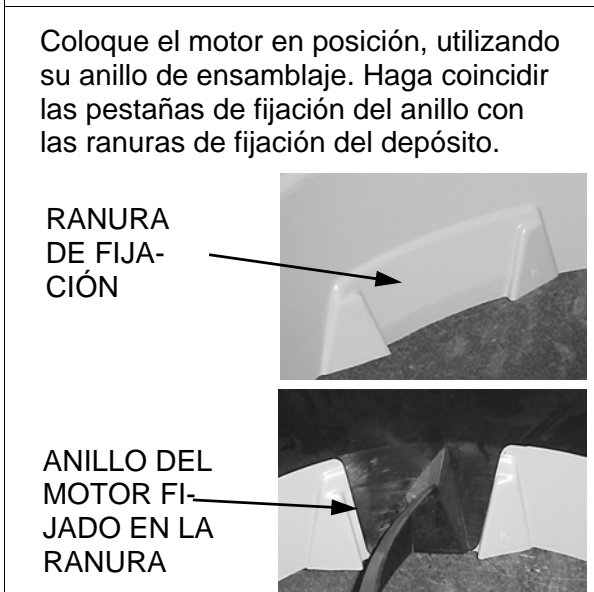 Coloque el motor en posición, utilizando
su anillo de ensamblaje. Haga coincidir
las pestañas de fijación del anillo con
las ranuras de fijación del depósito.
RANURA
DE FIJA-
CIÓN
ANILLO DEL
MOTOR FI-
JADO EN LA
RANURA